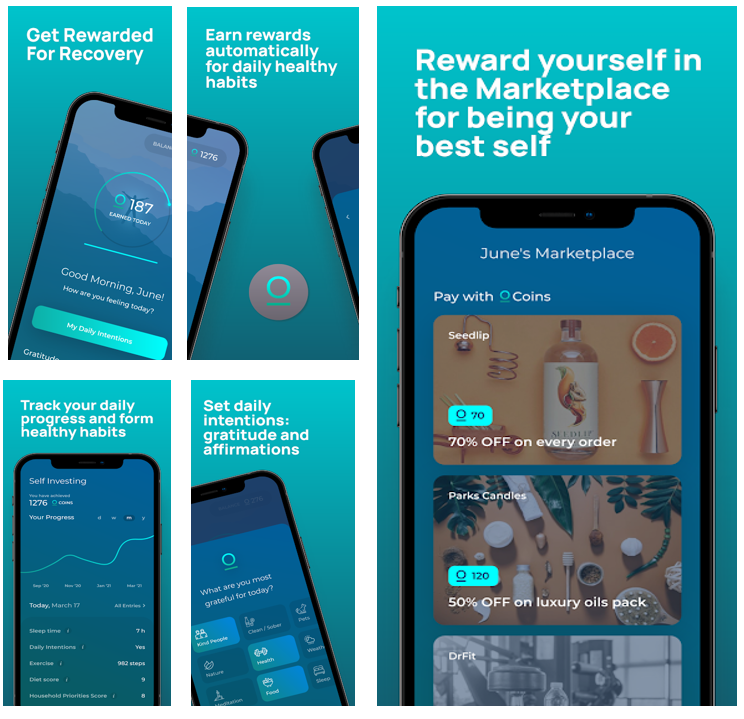 Get Rewarded
For Recovery
BALAN
187
EARNED TODAY
Good Morning, June!
How are you feeling today?
My Daily Intentions
Gratitude
Earn rewards
automatically
for daily healthy
habits
1276
Reward yourself in
the Marketplace
for being your
best self
June's Marketplace
Pay with Coins
Seedlip
SEEDLIP
70
70% OFF on every order
Parks Candles
120
50% OFF on luxury oils pack
DrFit
Track your daily
progress and form
healthy habits
Self Investing
You have achieved
1276 COINS
Your Progress d w m y
Sep '20 Nov '20 Jan '21 Mar '21
Today, March 17 All Entries >
Sleep time i 7 h
Daily Intentions i Yes
Exercise i 982 steps
Diet score i 9
Household Priorities Score i 8
Set daily
intentions:
gratitude and
affirmations
What are you most
grateful for today?
Kind People
Clean / Sober
Pets
Nature
Health
Weath
Meditation
Food
Sleep